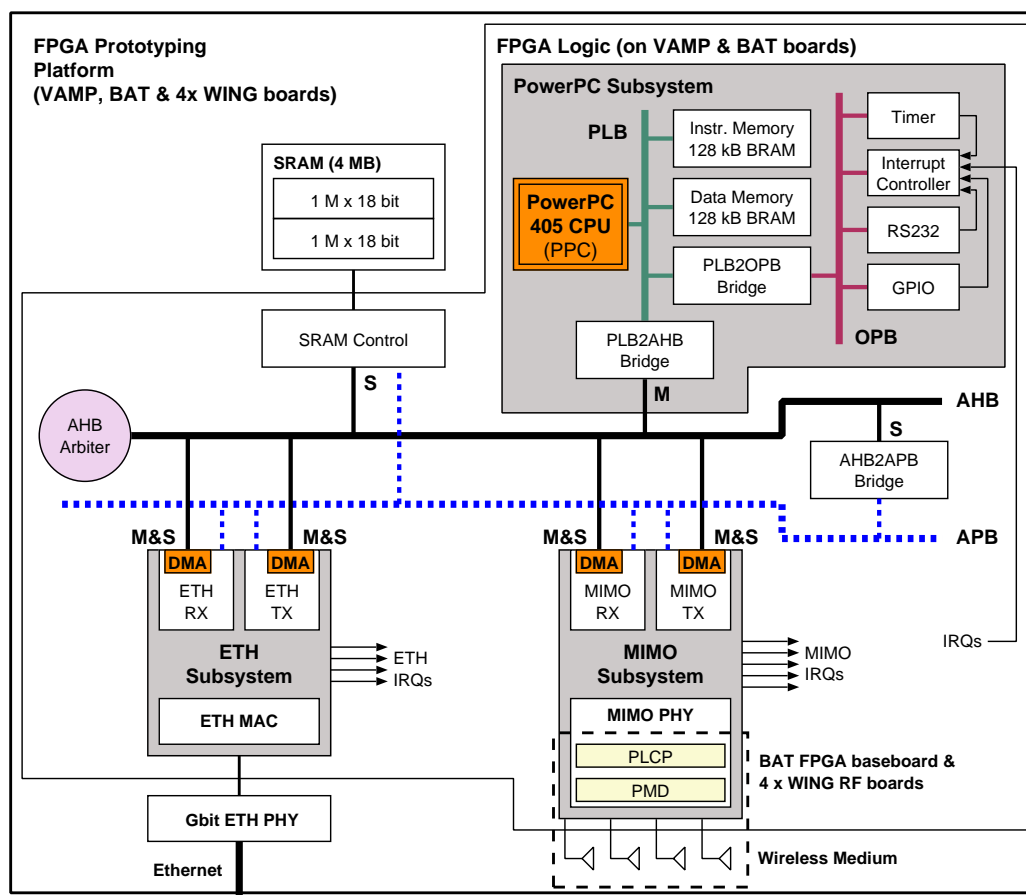 FPGA Prototyping
Platform
(VAMP, BAT & 4x WING boards)
FPGA Logic (on VAMP & BAT boards)
PowerPC Subsystem
PLB
Instr. Memory
128 kB BRAM
Timer
SRAM (4 MB)
1 M x 18 bit
1 M x 18 bit
Interrupt
Controller
PowerPC
405 CPU
(PPC)
Data Memory
128 kB BRAM
RS232
PLB2OPB
Bridge
GPIO
SRAM Control
PLB2AHB
Bridge
OPB
S
M
AHB
AHB
Arbiter
S
AHB2APB
Bridge
M&S
M&S
M&S
M&S
APB
DMA
DMA
DMA
DMA
ETH
RX
ETH
TX
MIMO
RX
MIMO
TX
ETH
Subsystem
ETH
IRQs
MIMO
Subsystem
MIMO
IRQs
IRQs
ETH MAC
MIMO PHY
PLCP
PMD
BAT FPGA baseboard &
4 x WING RF boards
Gbit ETH PHY
Ethernet
Wireless Medium